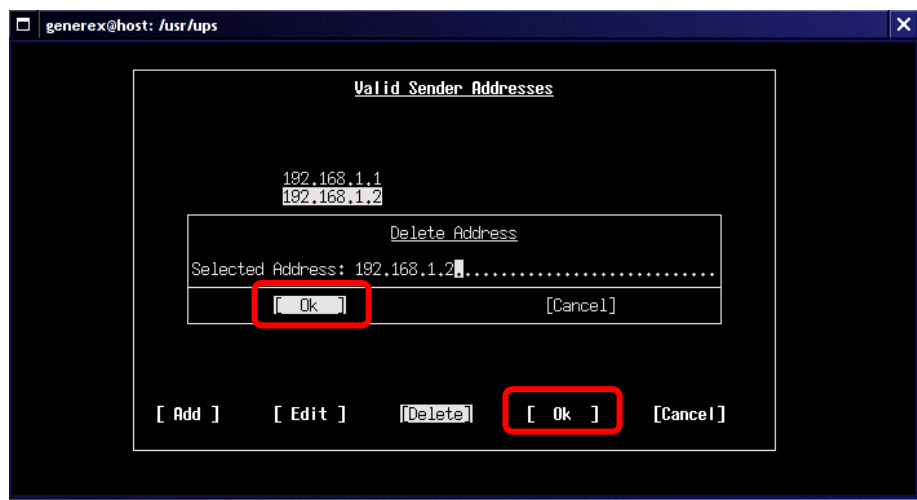 generex@host: /usr/ups
Valid Sender Addresses
192.168.1.1
192.168.1.2
Delete Address
Selected Address: 192.168.1.2.............................
[ Ok ] [Cancel]
[ Add ] [ Edit ] [Delete] [ Ok ] [Cancel]